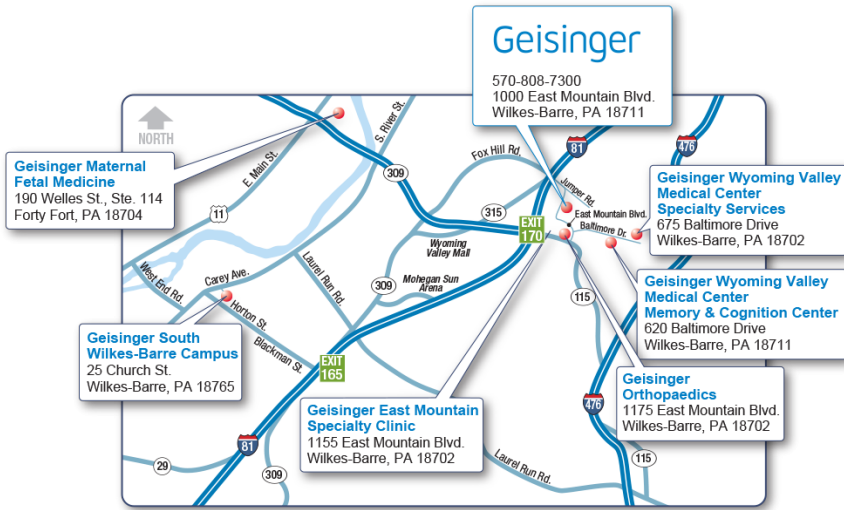 Geisinger
570-808-7300
1000 East Mountain Blvd.
Wilkes-Barre, PA 18711
NORTH
S. River St.
E. Main St.
11
309
Fox Hill Rd.
81
476
Jumper Rd.
315
EXIT
170
East Mountain Blvd.
Baltimore Dr.
Wyoming
Valley Mall
Geisinger Maternal
Fetal Medicine
190 Welles St., Ste. 114
Forty Fort, PA 18704
Geisinger Wyoming Valley
Medical Center
Specialty Services
675 Baltimore Drive
Wilkes-Barre, PA 18702
West End Rd.
Carey Ave.
Laurel Run Rd.
309
Mohegan Sun
Arena
115
Geisinger Wyoming Valley
Medical Center
Memory & Cognition Center
620 Baltimore Drive
Wilkes-Barre, PA 18711
Horton St.
Blackman St.
EXIT
165
Geisinger South
Wilkes-Barre Campus
25 Church St.
Wilkes-Barre, PA 18765
Geisinger East Mountain
Specialty Clinic
1155 East Mountain Blvd.
Wilkes-Barre, PA 18702
Geisinger
Orthopaedics
1175 East Mountain Blvd.
Wilkes-Barre, PA 18702
476
81
29
309
Laurel Run Rd.
115